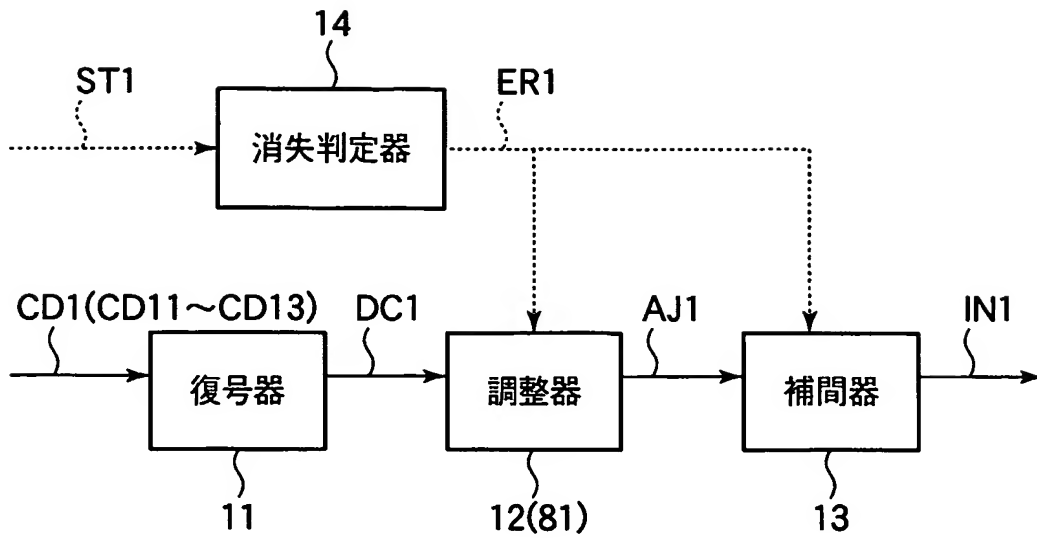 14
ST1
ER1
消失判定器
CD1(CD11～CD13)
DC1
AJ1
IN1
復号器
調整器
補間器
11
12(81)
13